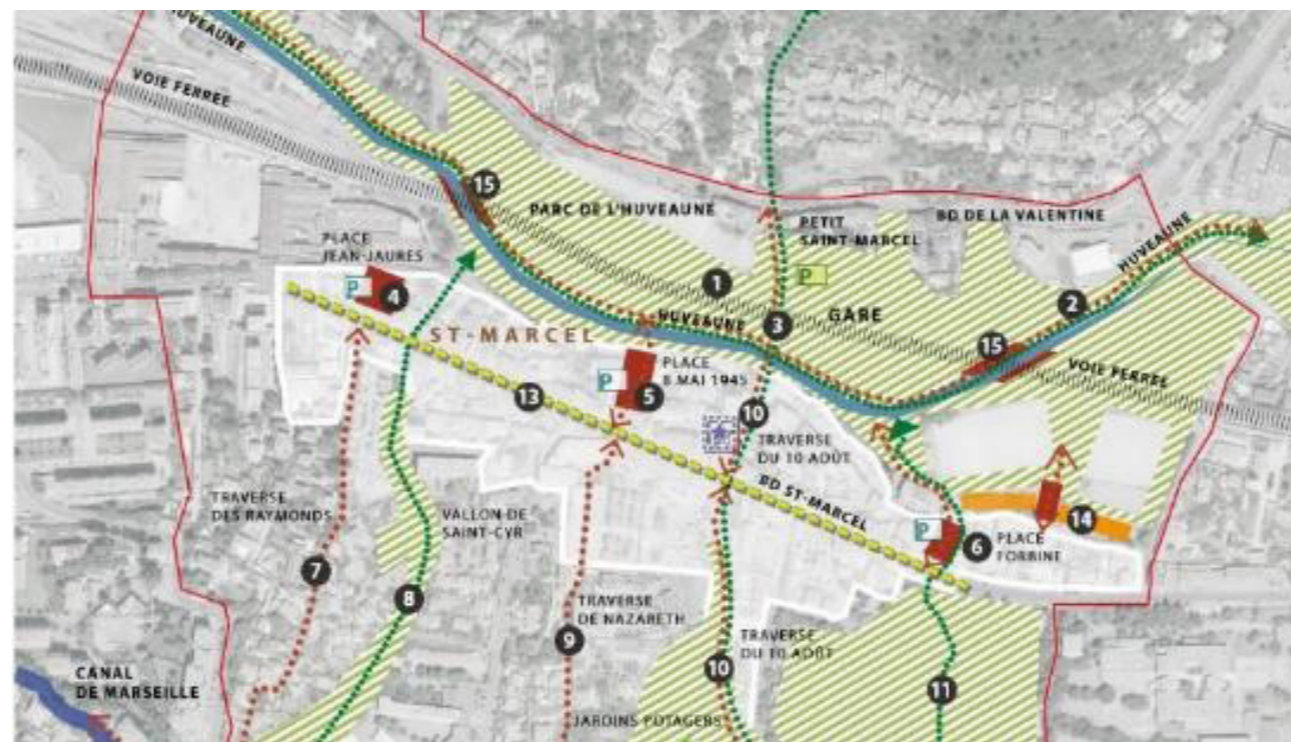 HUVEAUNE
VOIE FERREE
15
PARC DE L'HUVEAUNE
PETIT
SAINT-MARCEL
BD DE LA VALENTINE
HUVEAUNE
PLACE
JEAN-JAURES
P
4
1
P
2
ST-MARCEL
HUVEAUNE
3
GARE
15
VOIE FERREE
PLACE
8 MAI 1945
P
5
13
10
TRAVERSE
DU 10 AOÛT
BD ST-MARCEL
TRAVERSE
DES RAYMONDS
VALLON DE
SAINT-CYR
P
6
PLACE
FORBINE
14
7
8
TRAVERSE
DE NAZARETH
9
TRAVERSE
DU 10 AOÛT
10
11
CANAL
DE MARSEILLE
JARDINS POTAGERS